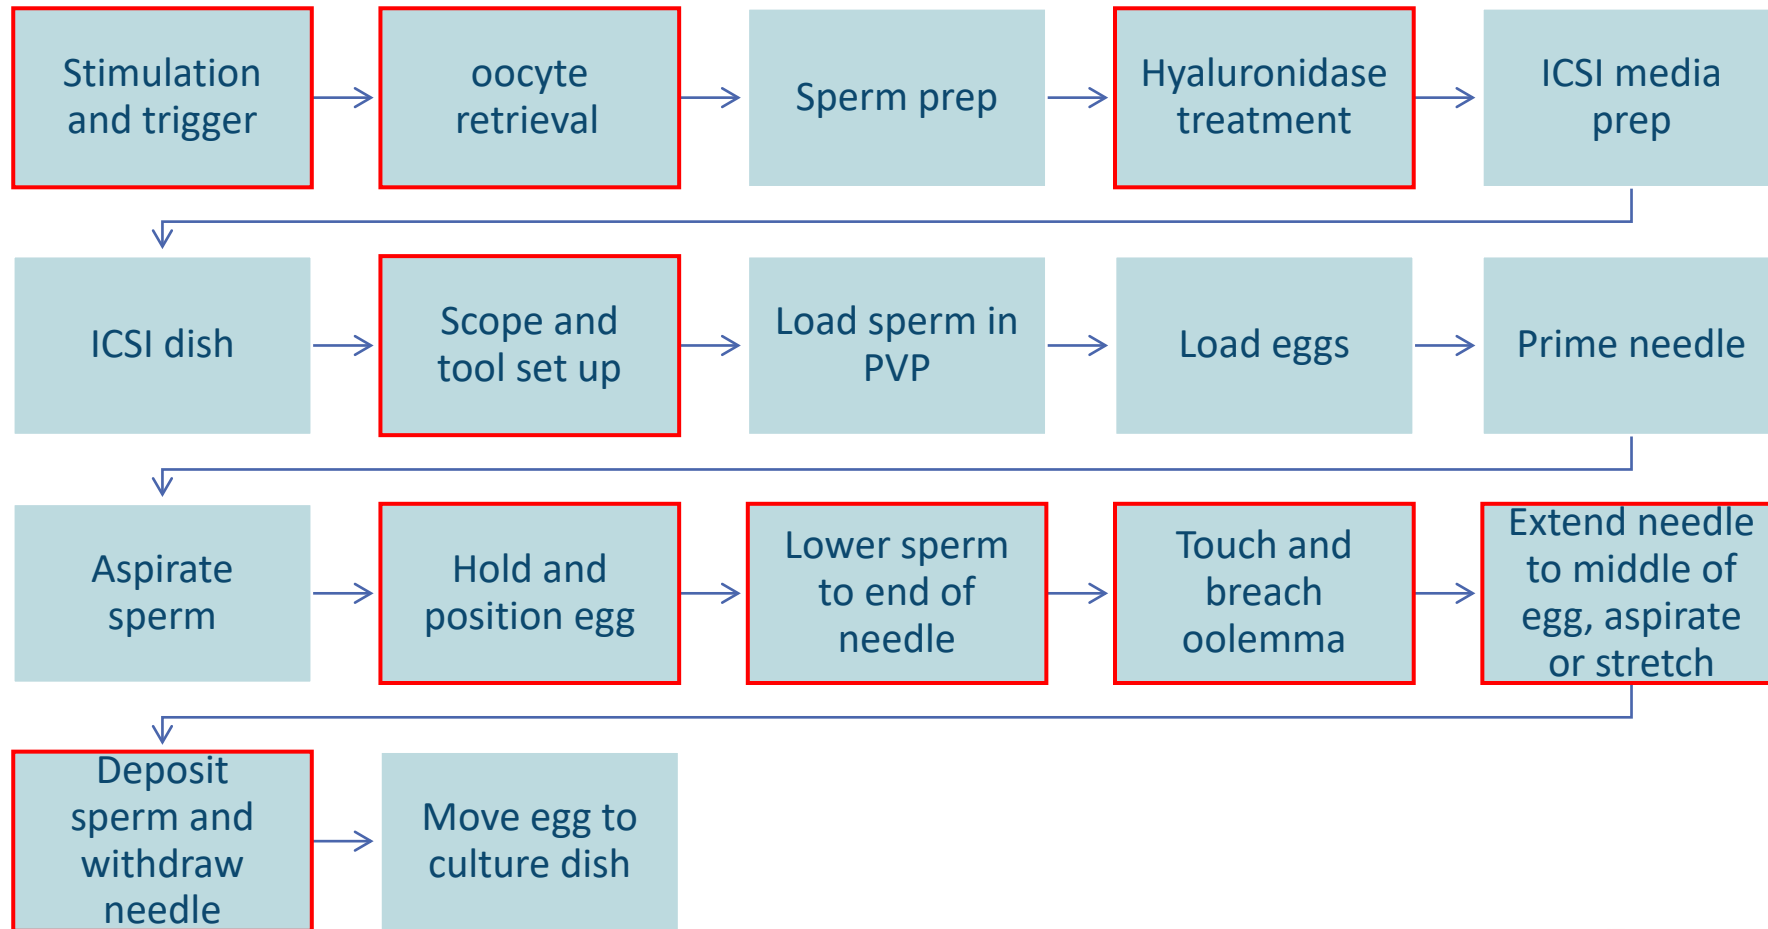 Stimulation
and trigger
oocyte
retrieval
Sperm prep
Hyaluronidase
treatment
ICSI media
prep
ICSI dish
Scope and
tool set up
Load sperm in
PVP
Load eggs
Prime needle
Aspirate
sperm
Hold and
position egg
Lower sperm
to end of
needle
Touch and
breach
oolemma
Extend needle
to middle of
egg, aspirate
or stretch
Deposit
sperm and
withdraw
needle
Move egg to
culture dish